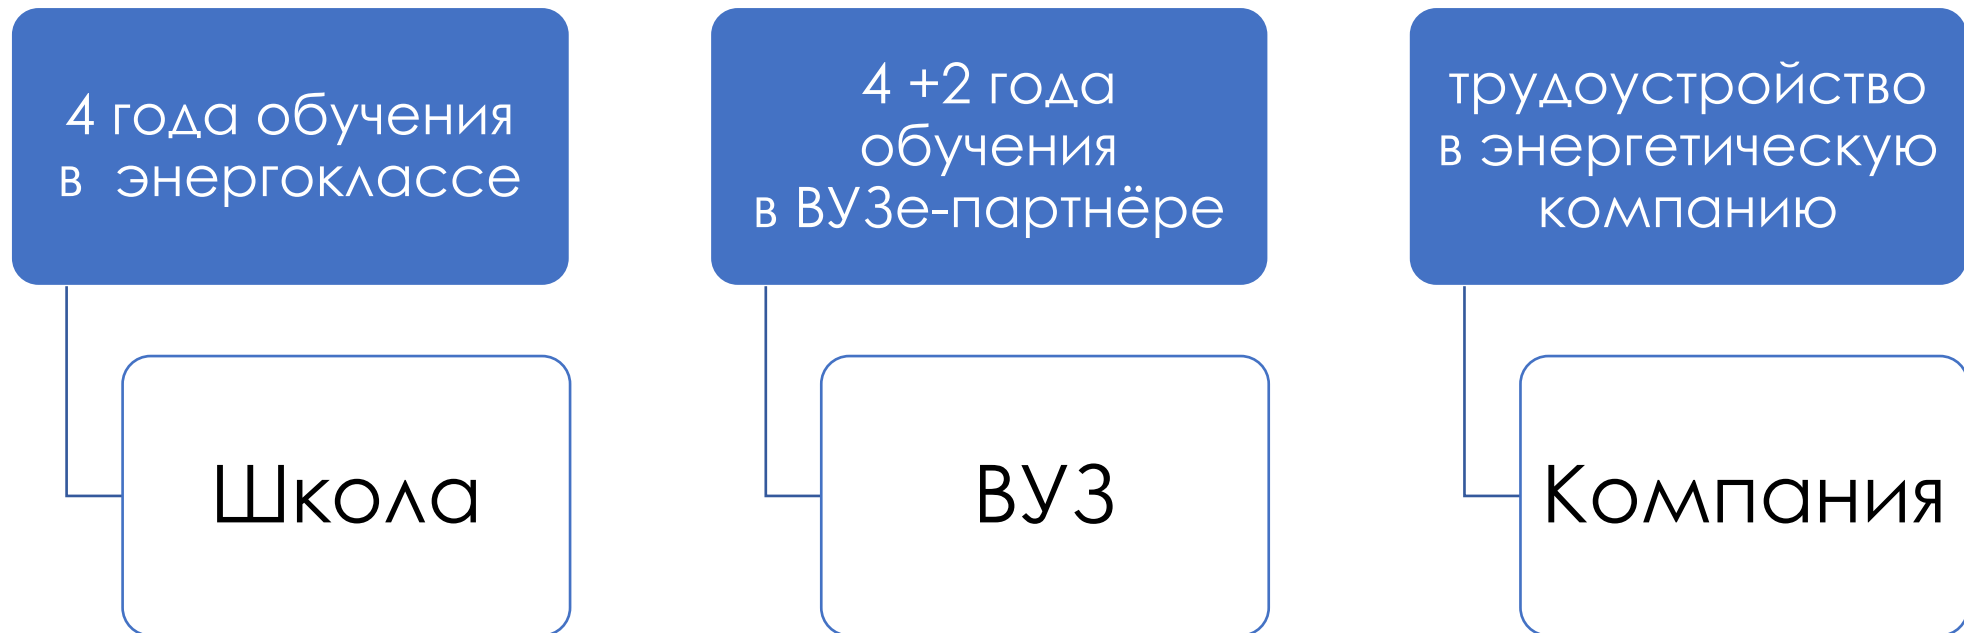 4 года обучения
в энергоклассе
Школа
4 +2 года
обучения
в ВУЗе-партнёре
ВУЗ
трудоустройство
в энергетическую
компанию
Компания